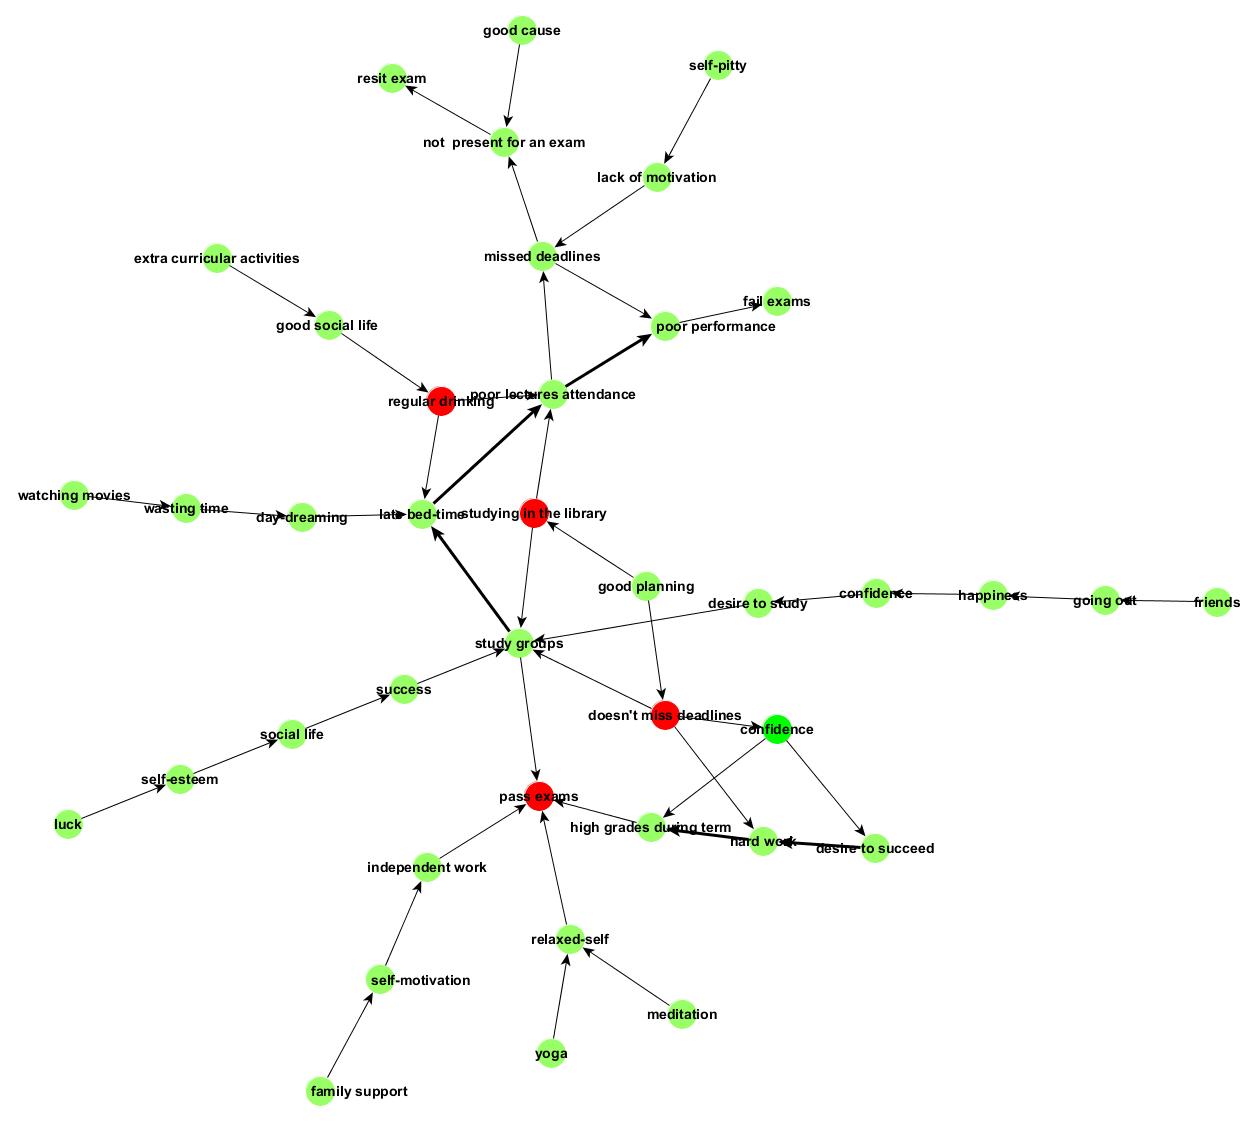 good cause
self-pitty
resit exam
not  present for an exam
lack of motivation
missed deadlines
extra curricular activities
fail exams
good social life
poor performance
regular drinking
poor lectures attendance
watching movies
wasting time
day-dreaming
late bed-time
studying in the library
good planning
desire to study
confidence
happiness
going out
friends
study groups
success
doesn't miss deadlines
confidence
social life
self-esteem
luck
pass exams
high grades during term
hard work
desire to succeed
independent work
relaxed-self
self-motivation
meditation
yoga
family support